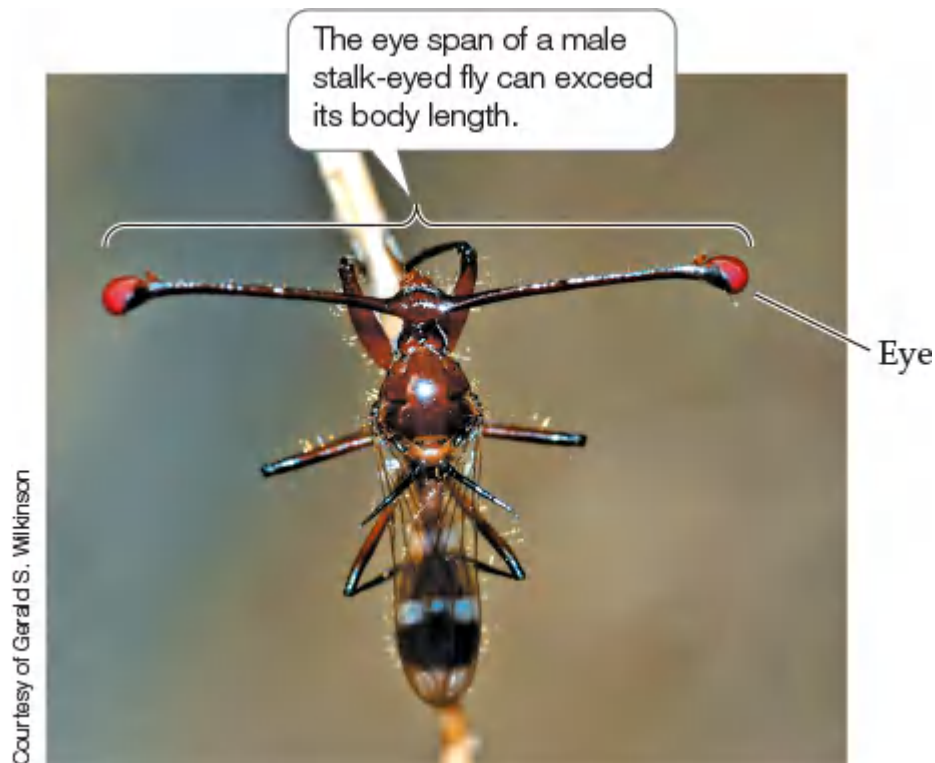 The eye span of a male
stalk-eyed fly can exceed
its body length.
Eye
Courtesy of Gerald S. Wilkinson